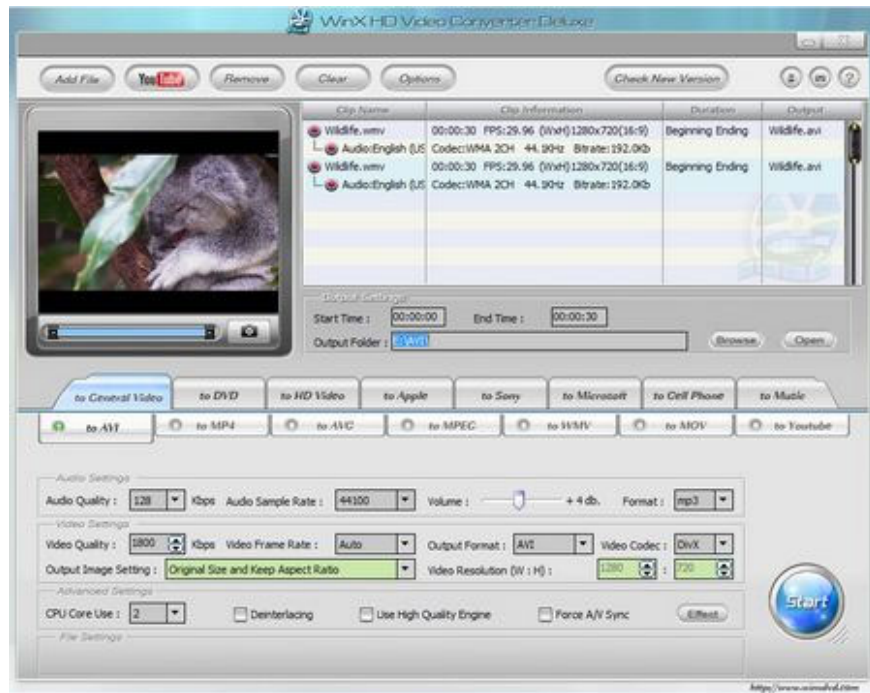 WinX HD Video Converter Deluxe
Add File YouTube Remove Clear Options Check New Version
Clip Name Clip Information Duration Output
Wildlife.wmv 00:00:30 FPS:29.96 (WxH)1280x720(16:9) Beginning Ending Wildlife.avi
Audio:English (US Codec:WMA 2CH 44.1KHz Bitrate:192.0Kb
Wildlife.wmv 00:00:30 FPS:29.96 (WxH)1280x720(16:9) Beginning Ending Wildlife.avi
Audio:English (US Codec:WMA 2CH 44.1KHz Bitrate:192.0Kb
Output Settings
Start Time : 00:00:00 End Time : 00:00:30
Output Folder : Browse Open
to General Video to DVD to HD Video to Apple to Sony to Microsoft to Cell Phone to Music
to AVI to MP4 to AVC to MPEG to WMV to MOV to Youtube
Audio Settings
Audio Quality : 128 Kbps Audio Sample Rate : 44100 Volume : + 4 db. Format : mp3
Video Settings
Video Quality : 1800 Kbps Video Frame Rate : Auto Output Format : AVI Video Codec : DivX
Output Image Setting : Original Size and Keep Aspect Ratio Video Resolution (W : H) : 1280 : 720
Advanced Settings
CPU Core Use : 2 Deinterlacing Use High Quality Engine Force A/V Sync Effect
Start
File Settings
http://www.winxdvd.com